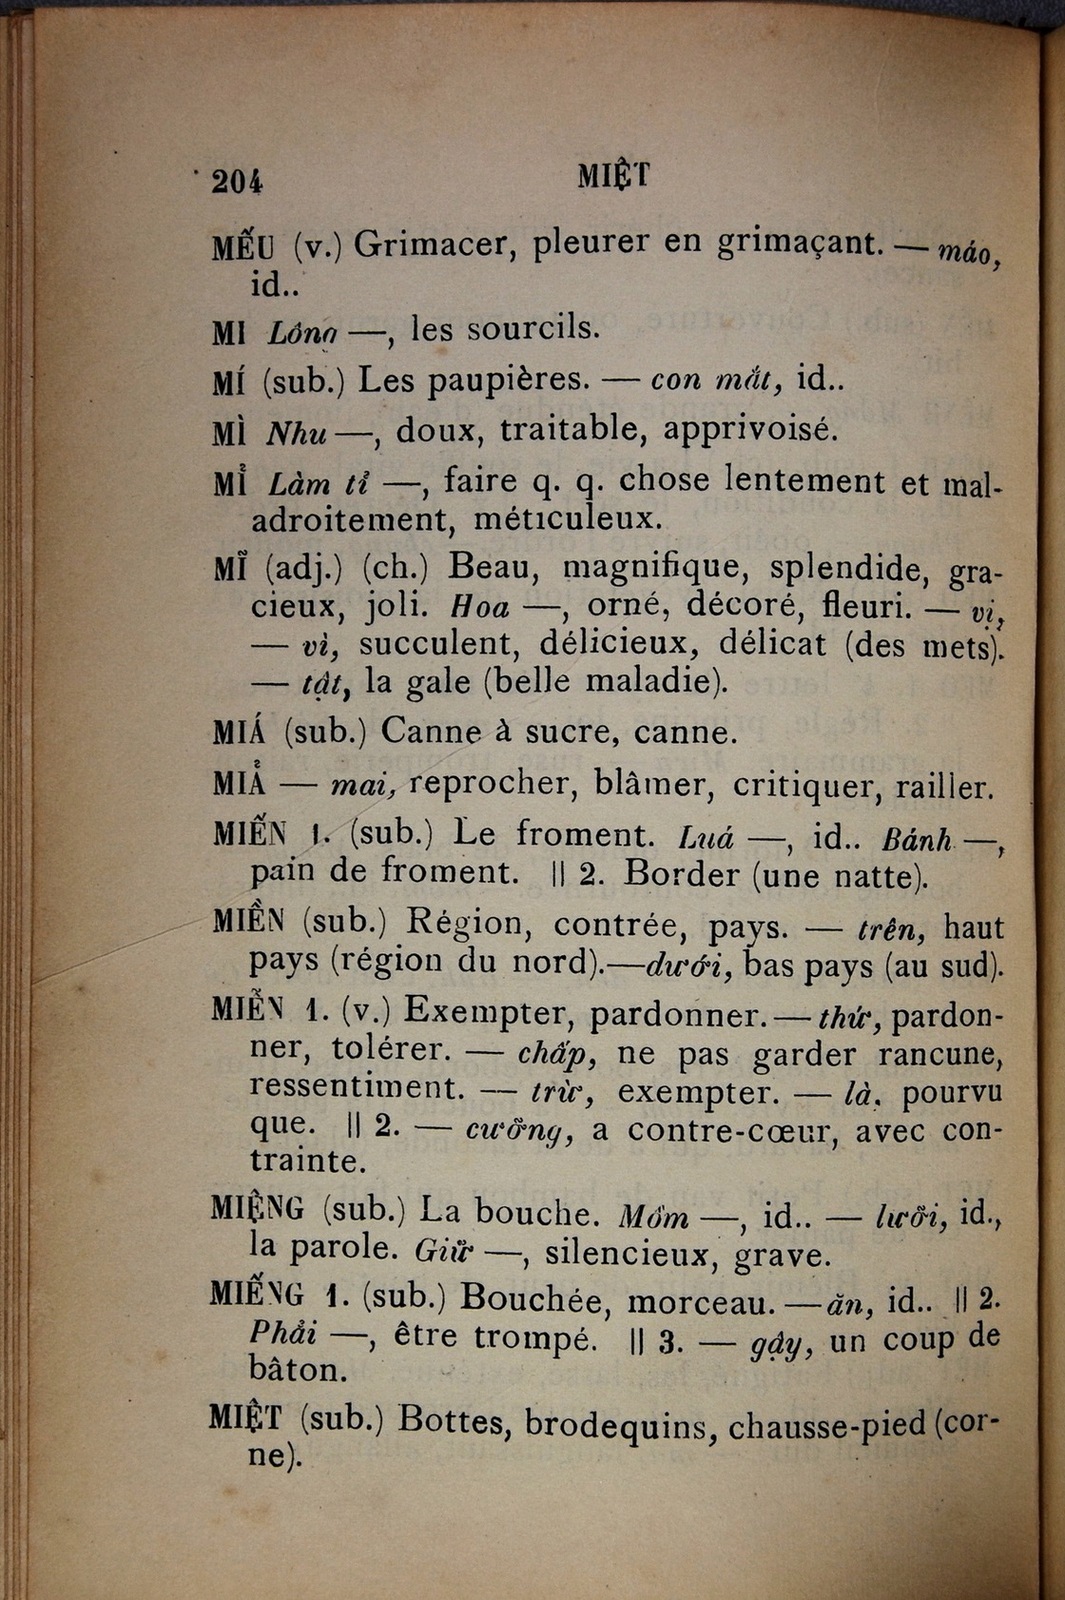 204 MIỆT
MẾU (v.) Grimacer, pleurer en grimaçant. — máo,
id..
MI Lông —, les sourcils.
MÍ (sub.) Les paupières. — con mắt, id..
MÌ Nhu —, doux, traitable, apprivoisé.
MỈ Làm tỉ —, faire q. q. chose lentement et mal-
adroitement, méticuleux.
MĨ (adj.) (ch.) Beau, magnifique, splendide, gra-
cieux, joli. Hoa —, orné, décoré, fleuri. — vị,
— vì, succulent, délicieux, délicat (des mets).
— tật, la gale (belle maladie).
MIÁ (sub.) Canne à sucre, canne.
MIẢ — mai, reprocher, blâmer, critiquer, railler.
MIẾN 1. (sub.) Le froment. Luá —, id.. Bánh —,
pain de froment. || 2. Border (une natte).
MIỀN (sub.) Région, contrée, pays. — trên, haut
pays (région du nord).—dưới, bas pays (au sud).
MIỄN 1. (v.) Exempter, pardonner. — thứ, pardon-
ner, tolérer. — chấp, ne pas garder rancune,
ressentiment. — trừ, exempter. — là, pourvu
que. || 2. — cưỡng, a contre-cœur, avec con-
trainte.
MIỆNG (sub.) La bouche. Mồm —, id.. — lưỡi, id.,
la parole. Giữ —, silencieux, grave.
MIẾNG 1. (sub.) Bouchée, morceau. — ăn, id.. || 2.
Phải —, être trompé. || 3. — gậy, un coup de
bâton.
MIỆT (sub.) Bottes, brodequins, chausse-pied (cor-
ne).